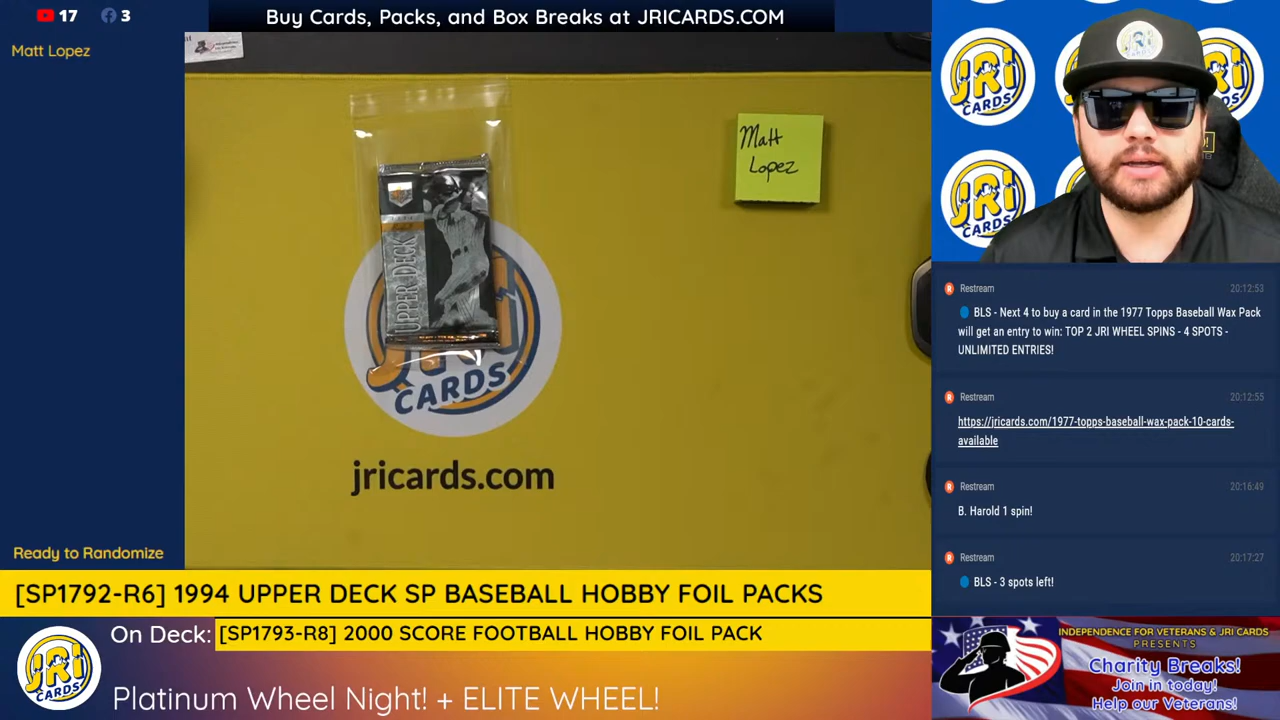 17
3
Buy Cards, Packs, and Box Breaks at JRICARDS.COM
Matt Lopez
Matt
Lopez
UPPER DECK
JRI
CARDS
jricards.com
JRI
CARDS
JRI
CARDS
Restream 20:12:53
BLS - Next 4 to buy a card in the 1977 Topps Baseball Wax Pack
will get an entry to win: TOP 2 JRI WHEEL SPINS - 4 SPOTS -
UNLIMITED ENTRIES!
Restream 20:12:55
https://jricards.com/1977-topps-baseball-wax-pack-10-cards-
available
Restream 20:16:49
B. Harold 1 spin!
Restream 20:17:27
BLS - 3 spots left!
Ready to Randomize
[SP1792-R6] 1994 UPPER DECK SP BASEBALL HOBBY FOIL PACKS
On Deck: [SP1793-R8] 2000 SCORE FOOTBALL HOBBY FOIL PACK
JRI
CARDS
Platinum Wheel Night! + ELITE WHEEL!
INDEPENDENCE FOR VETERANS & JRI CARDS
PRESENTS
Charity Breaks!
Join in today!
Help our Veterans!